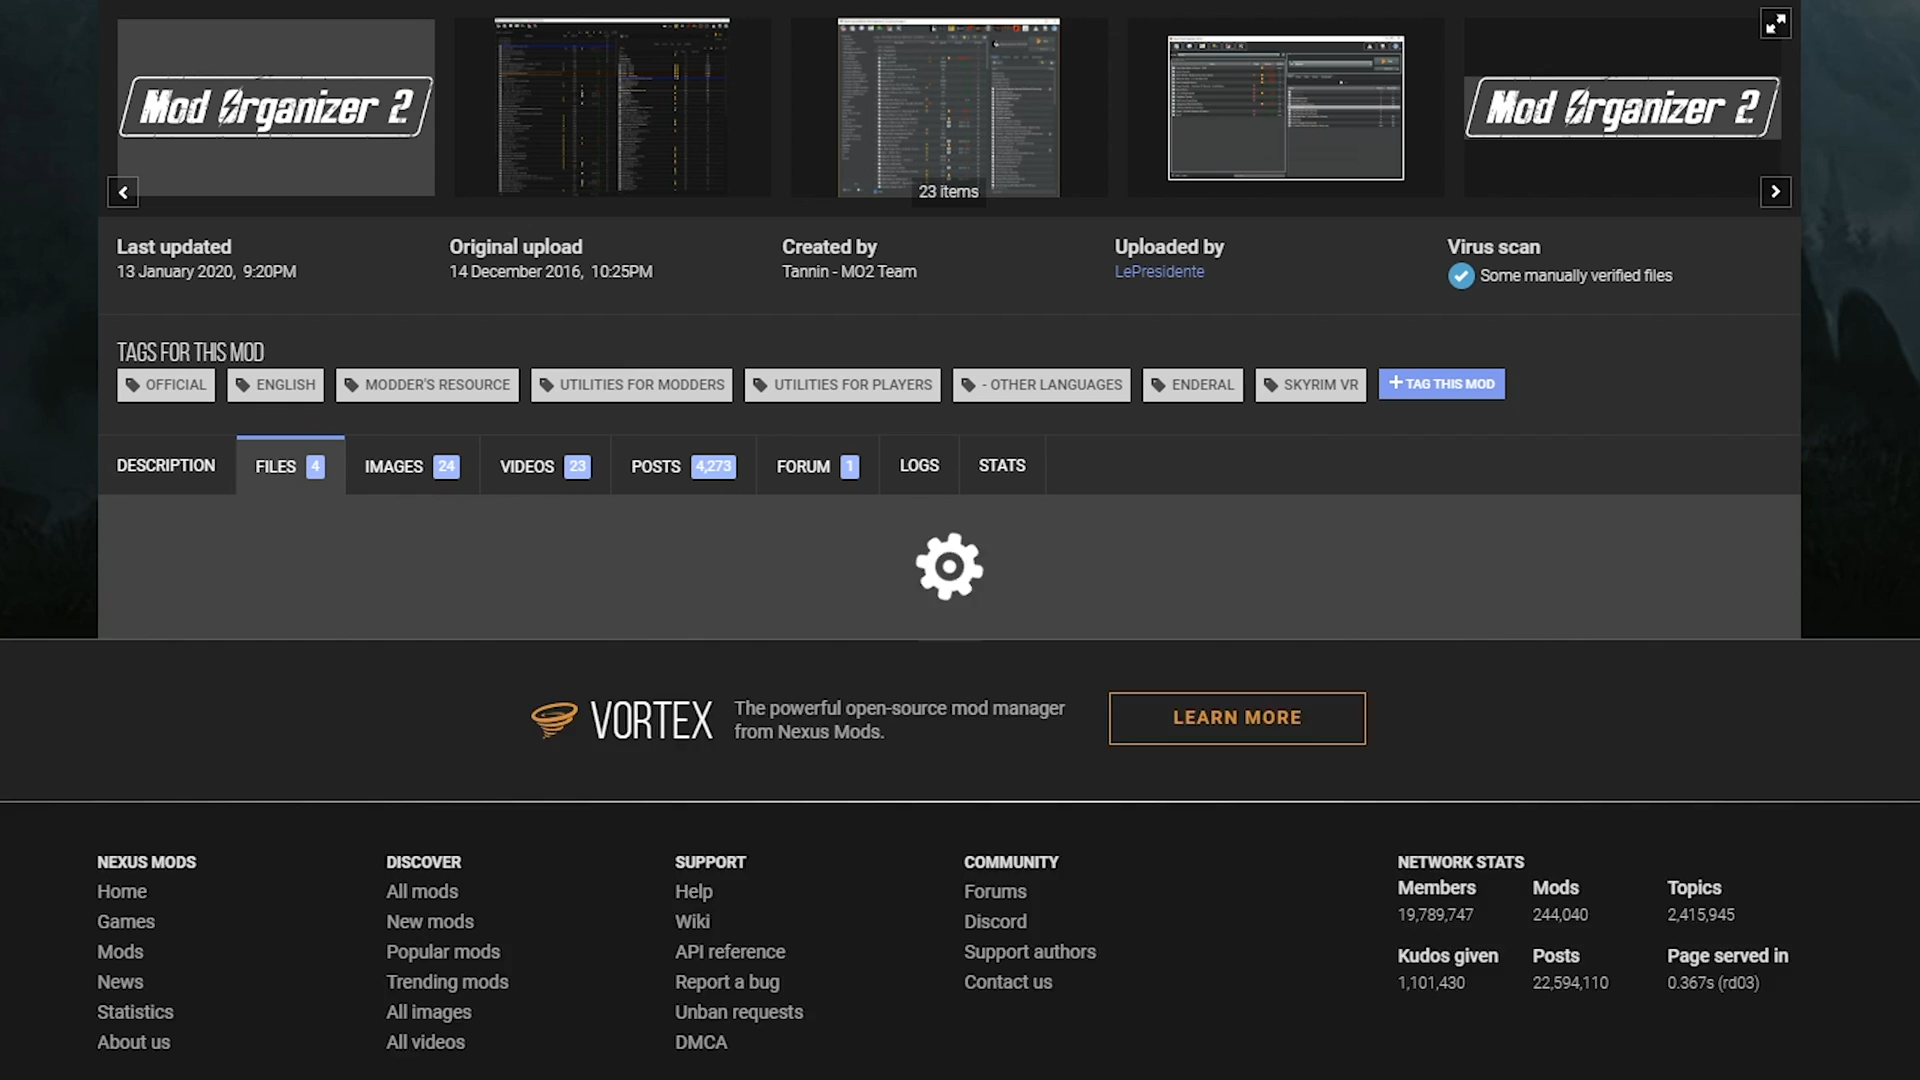 Mod Organizer 2
23 items
Mod Organizer 2
Last updated
13 January 2020, 9:20PM
Original upload
14 December 2016, 10:25PM
Created by
Tannin - MO2 Team
Uploaded by
LePresidente
Virus scan
Some manually verified files
TAGS FOR THIS MOD
OFFICIAL
ENGLISH
MODDER'S RESOURCE
UTILITIES FOR MODDERS
UTILITIES FOR PLAYERS
- OTHER LANGUAGES
ENDERAL
SKYRIM VR
+ TAG THIS MOD
DESCRIPTION
FILES 4
IMAGES 24
VIDEOS 23
POSTS 4,273
FORUM 1
LOGS
STATS
VORTEX
The powerful open-source mod manager
from Nexus Mods.
LEARN MORE
NEXUS MODS
Home
Games
Mods
News
Statistics
About us
DISCOVER
All mods
New mods
Popular mods
Trending mods
All images
All videos
SUPPORT
Help
Wiki
API reference
Report a bug
Unban requests
DMCA
COMMUNITY
Forums
Discord
Support authors
Contact us
NETWORK STATS
Members
19,789,747
Mods
244,040
Topics
2,415,945
Kudos given
1,101,430
Posts
22,594,110
Page served in
0.367s (rd03)